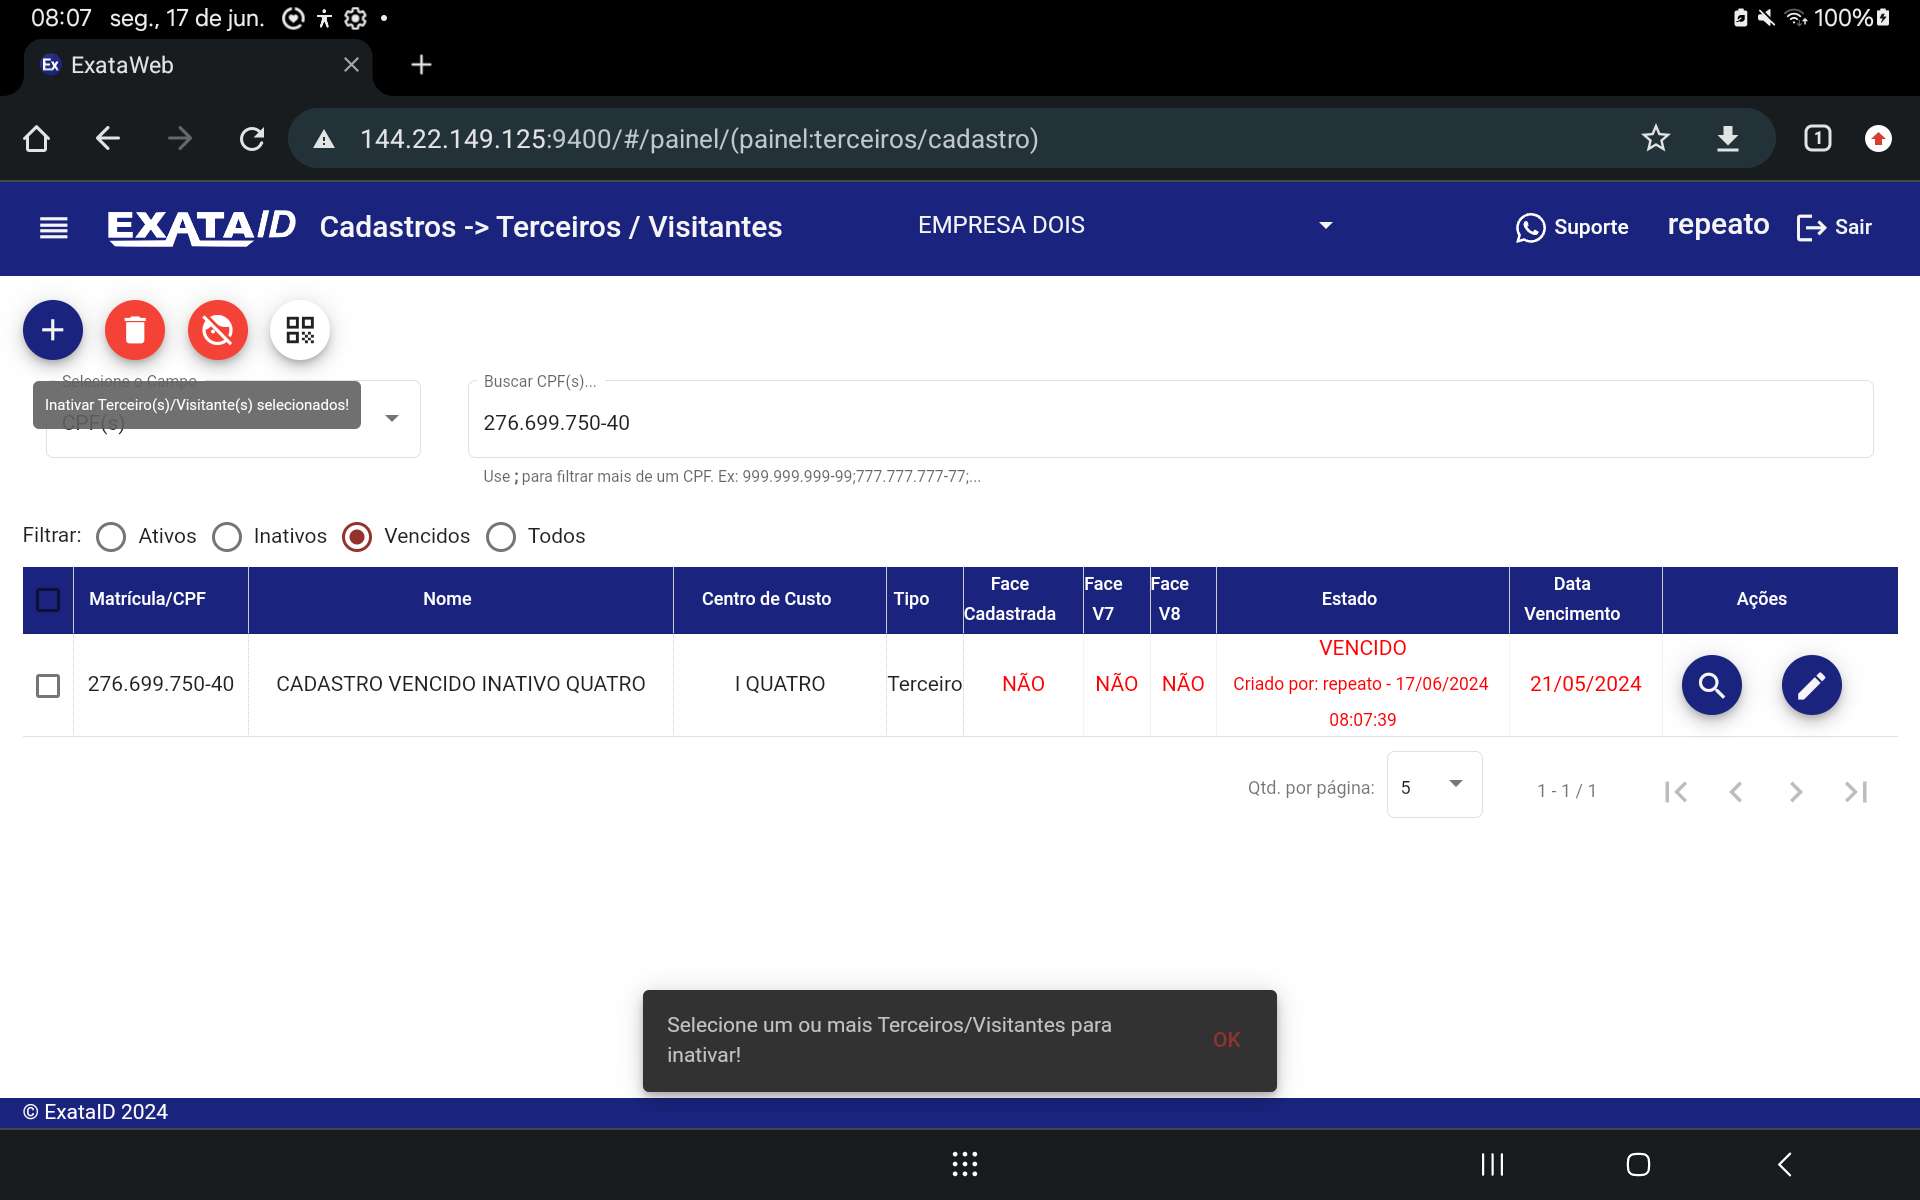 08:07 seg., 17 de jun. 100%
Ex ExataWeb
144.22.149.125:9400/#/painel/(painel:terceiros/cadastro) 1
EXATAID Cadastros -> Terceiros / Visitantes EMPRESA DOIS Suporte repeato Sair
Selecione o Campo Buscar CPF(s)...
Inativar Terceiro(s)/Visitante(s) selecionados!
CPF(s) 276.699.750-40
Use ; para filtrar mais de um CPF. Ex: 999.999.999-99;777.777.777-77;...
Filtrar: Ativos Inativos Vencidos Todos
Matrícula/CPF Nome Centro de Custo Tipo Face Cadastrada Face V7 Face V8 Estado Data Vencimento Ações
VENCIDO
276.699.750-40 CADASTRO VENCIDO INATIVO QUATRO I QUATRO Terceiro NÃO NÃO NÃO Criado por: repeato - 17/06/2024 21/05/2024
08:07:39
Qtd. por página: 5 1 - 1 / 1
Selecione um ou mais Terceiros/Visitantes para
inativar! OK
© ExataID 2024